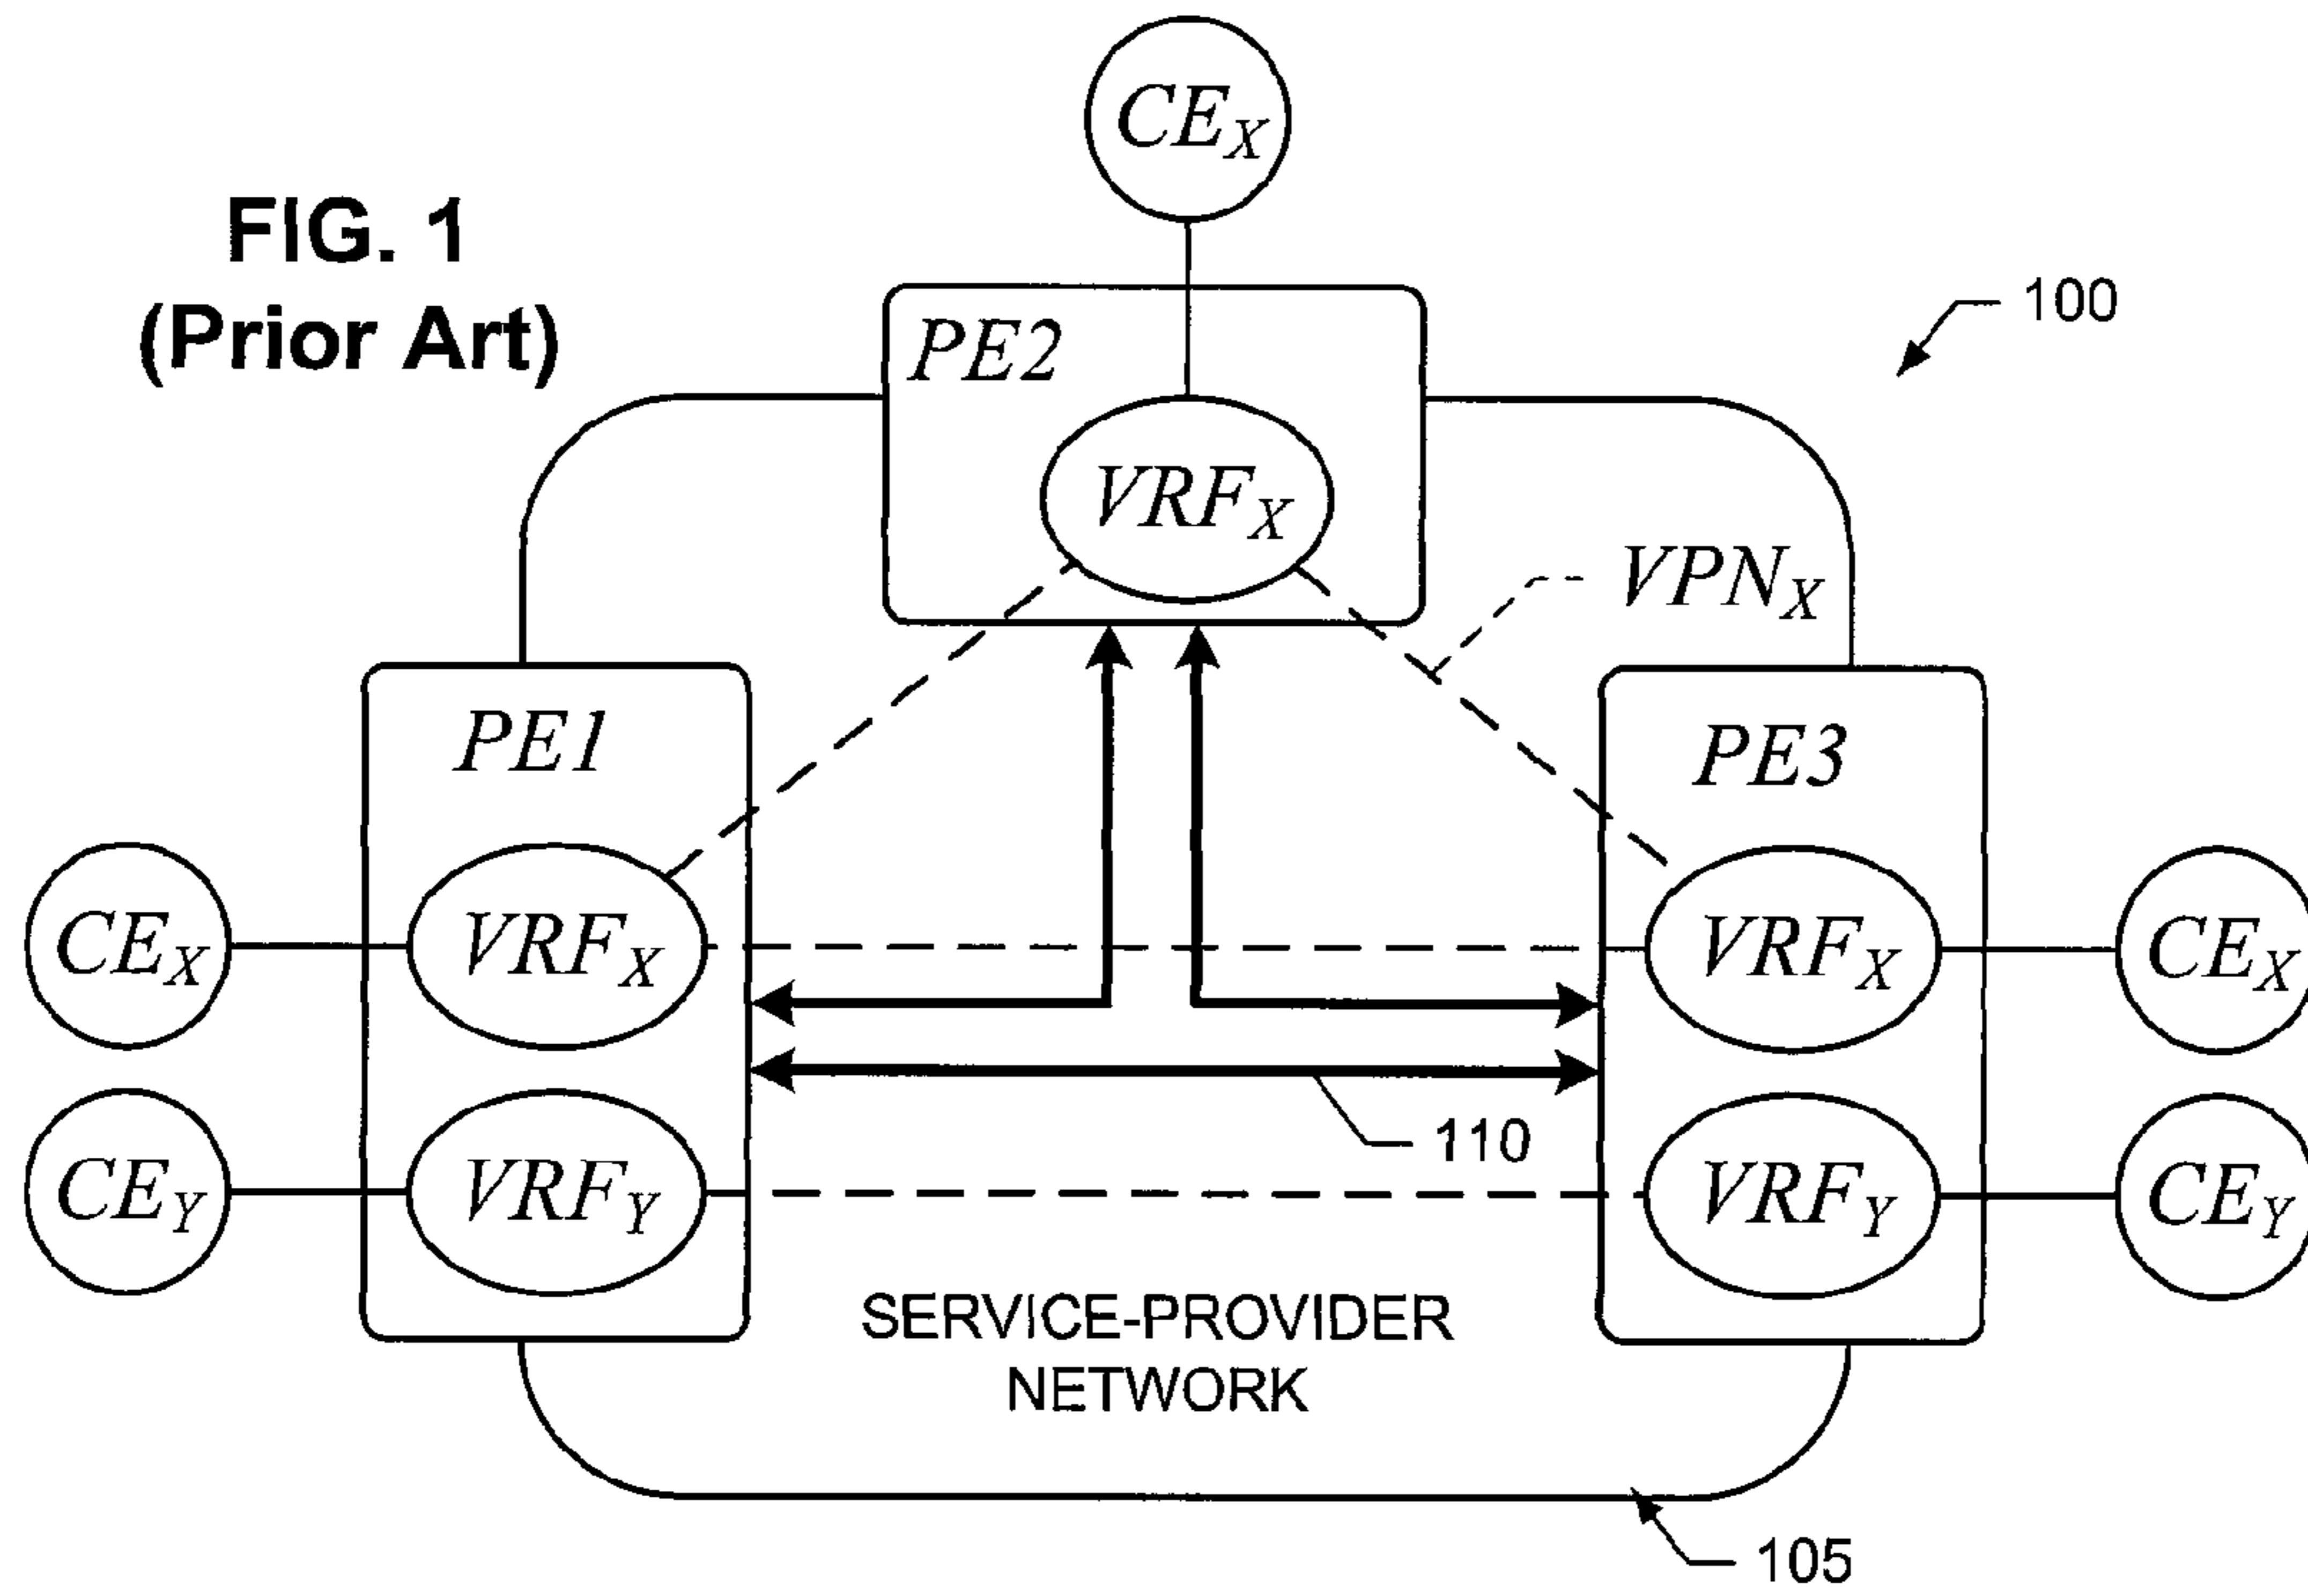 CE_X
FIG. 1
(Prior Art)
100
PE2
VRF_X
VPN_X
PE1
PE3
CE_X
VRF_X
VRF_X
CE_X
110
CE_Y
VRF_Y
VRF_Y
CE_Y
SERVICE-PROVIDER
NETWORK
105